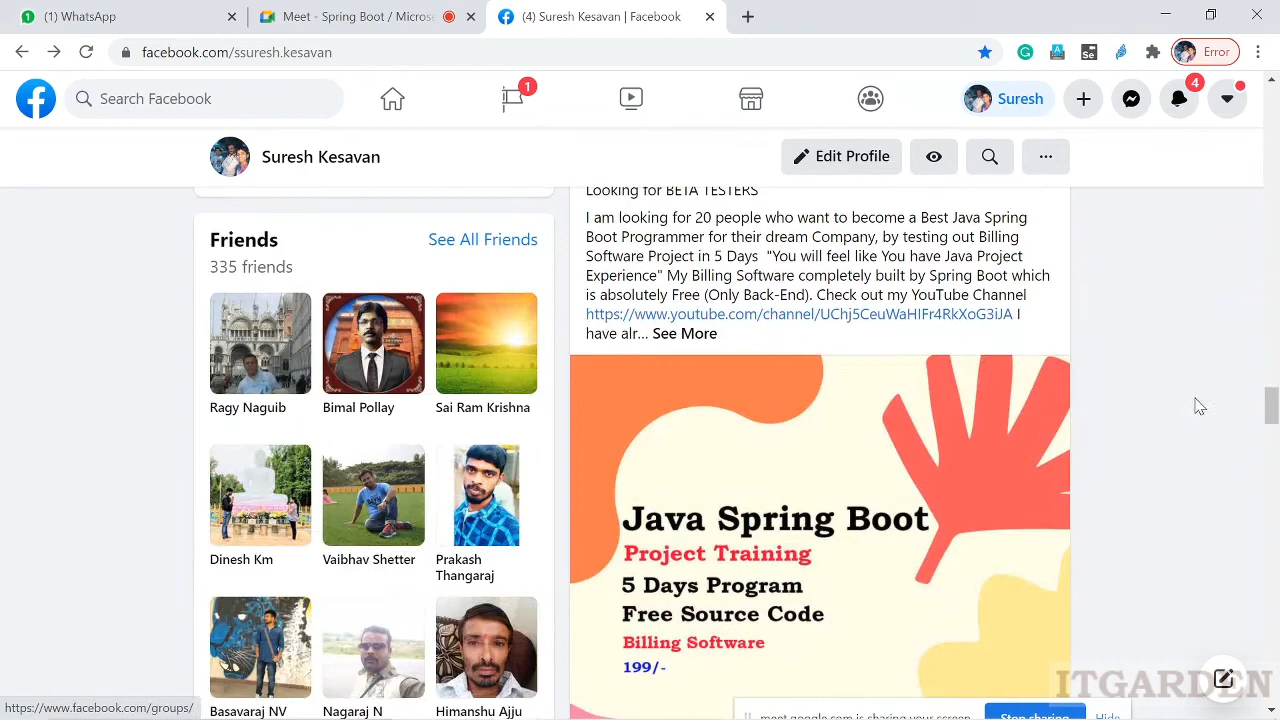 (1) WhatsApp
Meet - Spring Boot / Micros
(4) Suresh Kesavan | Facebook
facebook.com/ssuresh.kesavan
Error
Search Facebook
1
Suresh
4
Suresh Kesavan
Edit Profile
Friends
See All Friends
335 friends
Ragy Naguib
Bimal Pollay
Sai Ram Krishna
Dinesh Km
Vaibhav Shetter
Prakash
Thangaraj
Basavaraj NV
Nagaraj N
Himanshu Ajju
Looking for BETA TESTERS
I am looking for 20 people who want to become a Best Java Spring
Boot Programmer for their dream Company, by testing out Billing
Software Project in 5 Days "You will feel like You have Java Project
Experience" My Billing Software completely built by Spring Boot which
is absolutely Free (Only Back-End). Check out my YouTube Channel
https://www.youtube.com/channel/UChj5CeuWaHIFr4RkXoG3iJA I
have alr... See More
Java Spring Boot
Project Training
5 Days Program
Free Source Code
Billing Software
199/-
ITGARDEN
meet.google.com is sharing your screen.
Stop sharing
Hide